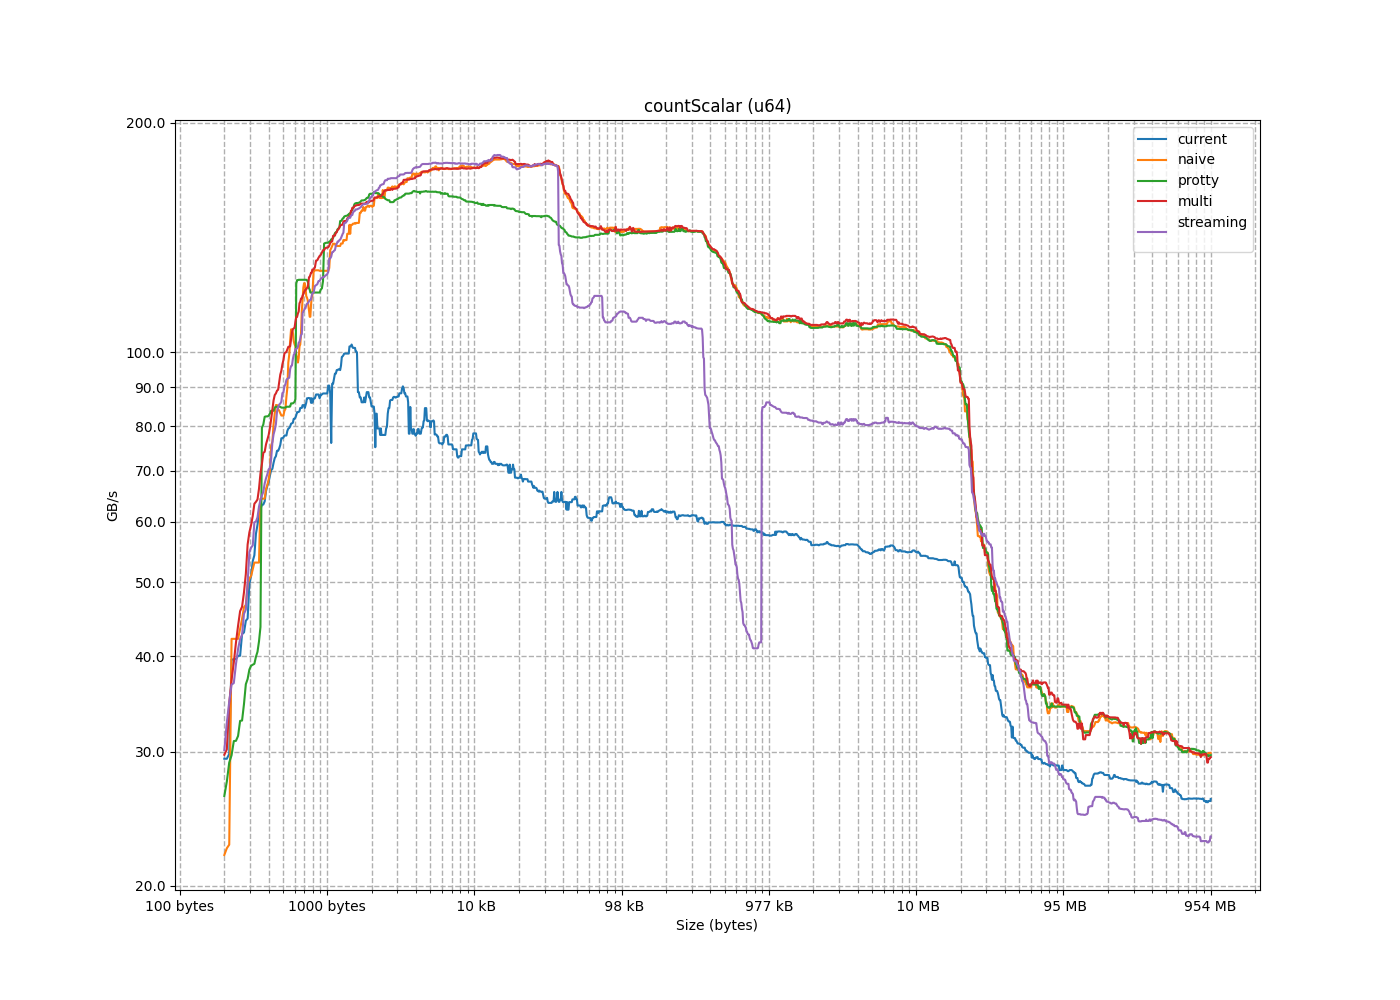 countScalar (u64)
200.0
100.0
90.0
80.0
70.0
60.0
50.0
40.0
30.0
20.0
GB/s
current
naive
protty
multi
streaming
100 bytes
1000 bytes
10 kB
98 kB
977 kB
10 MB
95 MB
954 MB
Size (bytes)